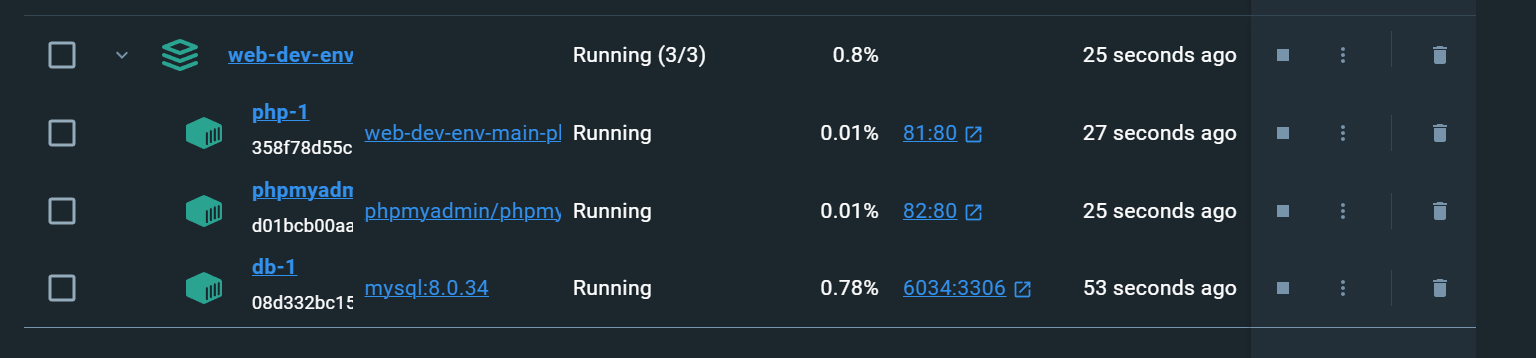 web-dev-env Running (3/3) 0.8% 25 seconds ago
php-1
358f78d55c web-dev-env-main-pl Running 0.01% 81:80 27 seconds ago
phpmyadm
d01bcb00aa phpmyadmin/phpmy Running 0.01% 82:80 25 seconds ago
db-1
08d332bc15 mysql:8.0.34 Running 0.78% 6034:3306 53 seconds ago